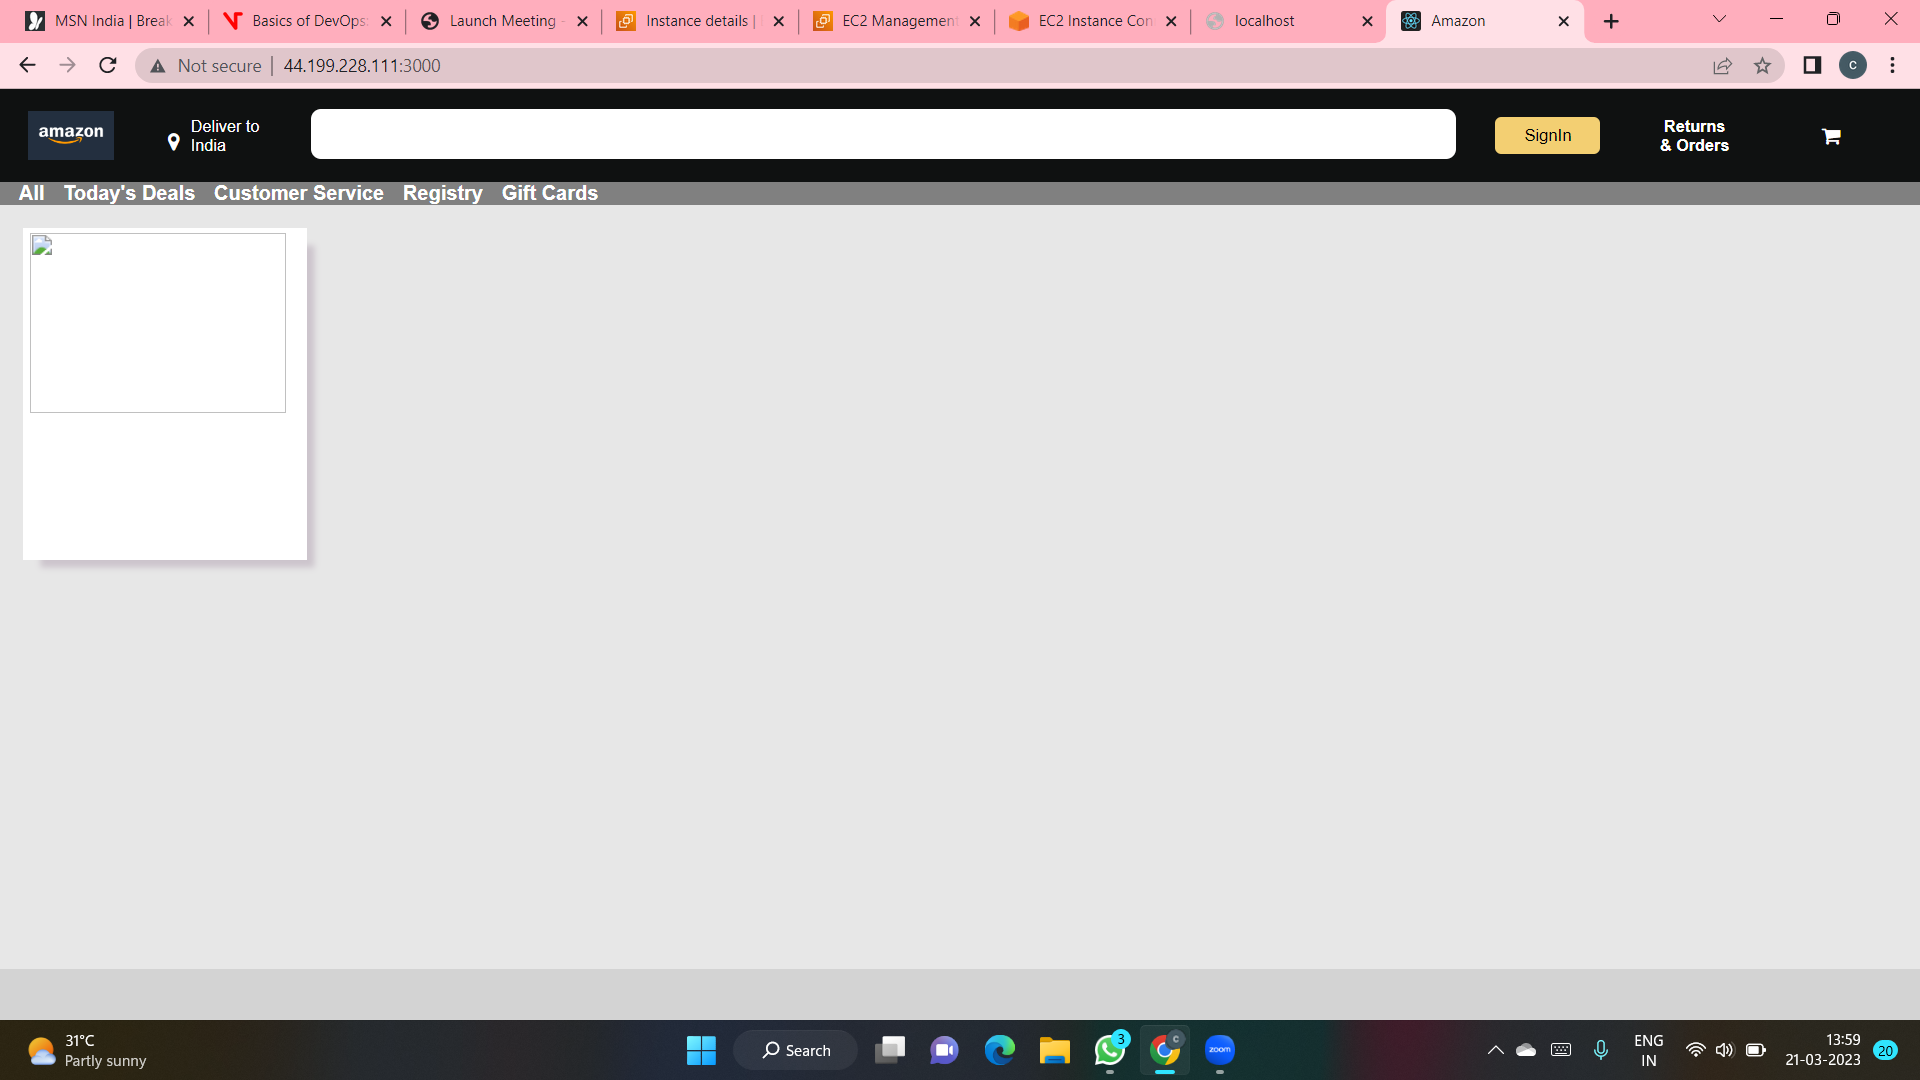 MSN India | Break
Basics of DevOps:
Launch Meeting -
Instance details |
EC2 Management
EC2 Instance Con
localhost
Amazon
Not secure
44.199.228.111:3000
C
amazon
Deliver to
India
SignIn
Returns
& Orders
All Today's Deals Customer Service Registry Gift Cards
31°C
Partly sunny
Search
3
C
zoom
ENG
IN
13:59
21-03-2023
20